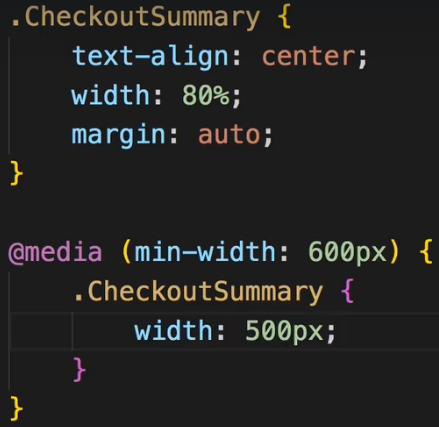 .CheckoutSummary {
    text-align: center;
    width: 80%;
    margin: auto;
}

@media (min-width: 600px) {
    .CheckoutSummary {
        width: 500px;
    }
}